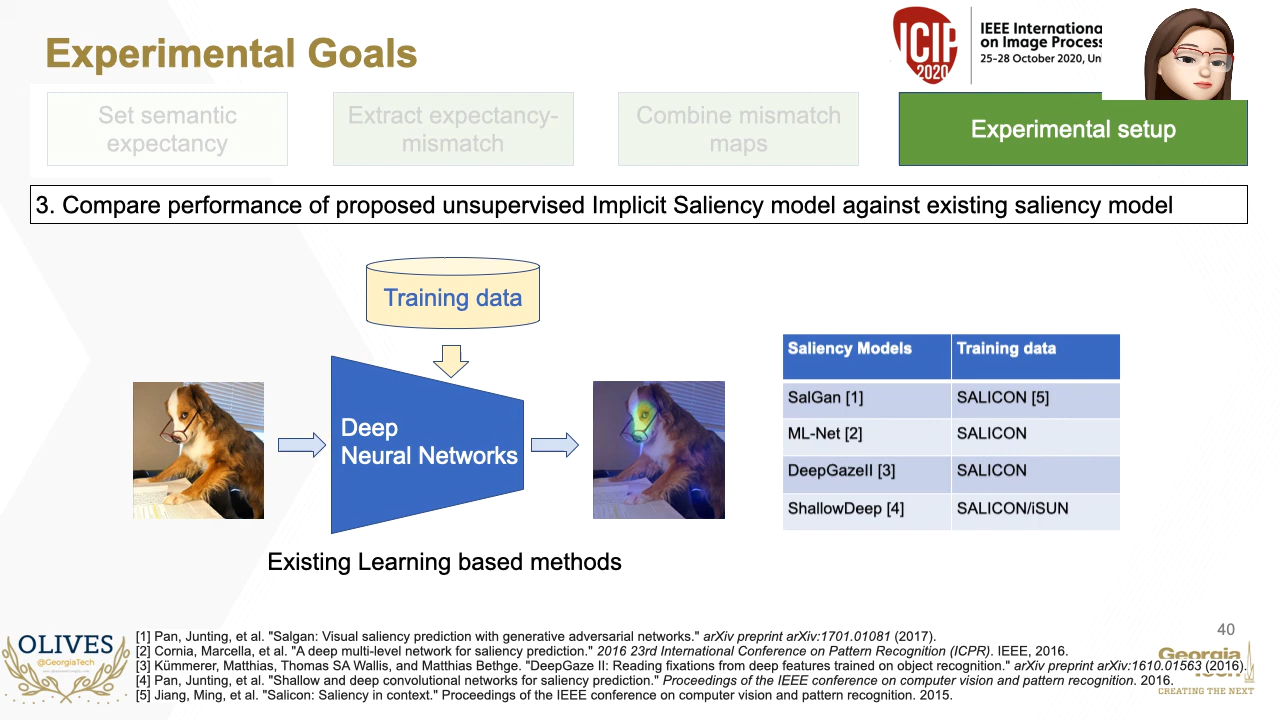 Experimental Goals
ICIP
2020
IEEE Internationa
on Image Process
25-28 October 2020, Un
Set semantic
expectancy
Extract expectancy-
mismatch
Combine mismatch
maps
Experimental setup
3. Compare performance of proposed unsupervised Implicit Saliency model against existing saliency model
Training data
Deep
Neural Networks
Existing Learning based methods
Saliency Models Training data
SalGan [1] SALICON [5]
ML-Net [2] SALICON
DeepGazeII [3] SALICON
ShallowDeep [4] SALICON/iSUN
40
OLIVES
@GeorgiaTech
[1] Pan, Junting, et al. "Salgan: Visual saliency prediction with generative adversarial networks." arXiv preprint arXiv:1701.01081 (2017).
[2] Cornia, Marcella, et al. "A deep multi-level network for saliency prediction." 2016 23rd International Conference on Pattern Recognition (ICPR). IEEE, 2016.
[3] Kümmerer, Matthias, Thomas SA Wallis, and Matthias Bethge. "DeepGaze II: Reading fixations from deep features trained on object recognition." arXiv preprint arXiv:1610.01563 (2016).
[4] Pan, Junting, et al. "Shallow and deep convolutional networks for saliency prediction." Proceedings of the IEEE conference on computer vision and pattern recognition. 2016.
[5] Jiang, Ming, et al. "Salicon: Saliency in context." Proceedings of the IEEE conference on computer vision and pattern recognition. 2015.
Georgia
Tech
CREATING THE NEXT